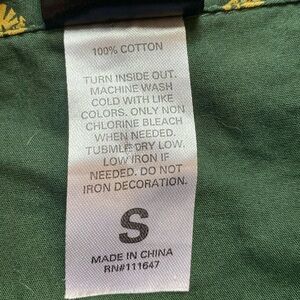 100% COTTON
TURN INSIDE OUT.
MACHINE WASH
COLD WITH LIKE
COLORS. ONLY NON
CHLORINE BLEACH
WHEN NEEDED.
TUMBLE DRY LOW.
LOW IRON IF
NEEDED. DO NOT
IRON DECORATION.
S
MADE IN CHINA
RN#111647